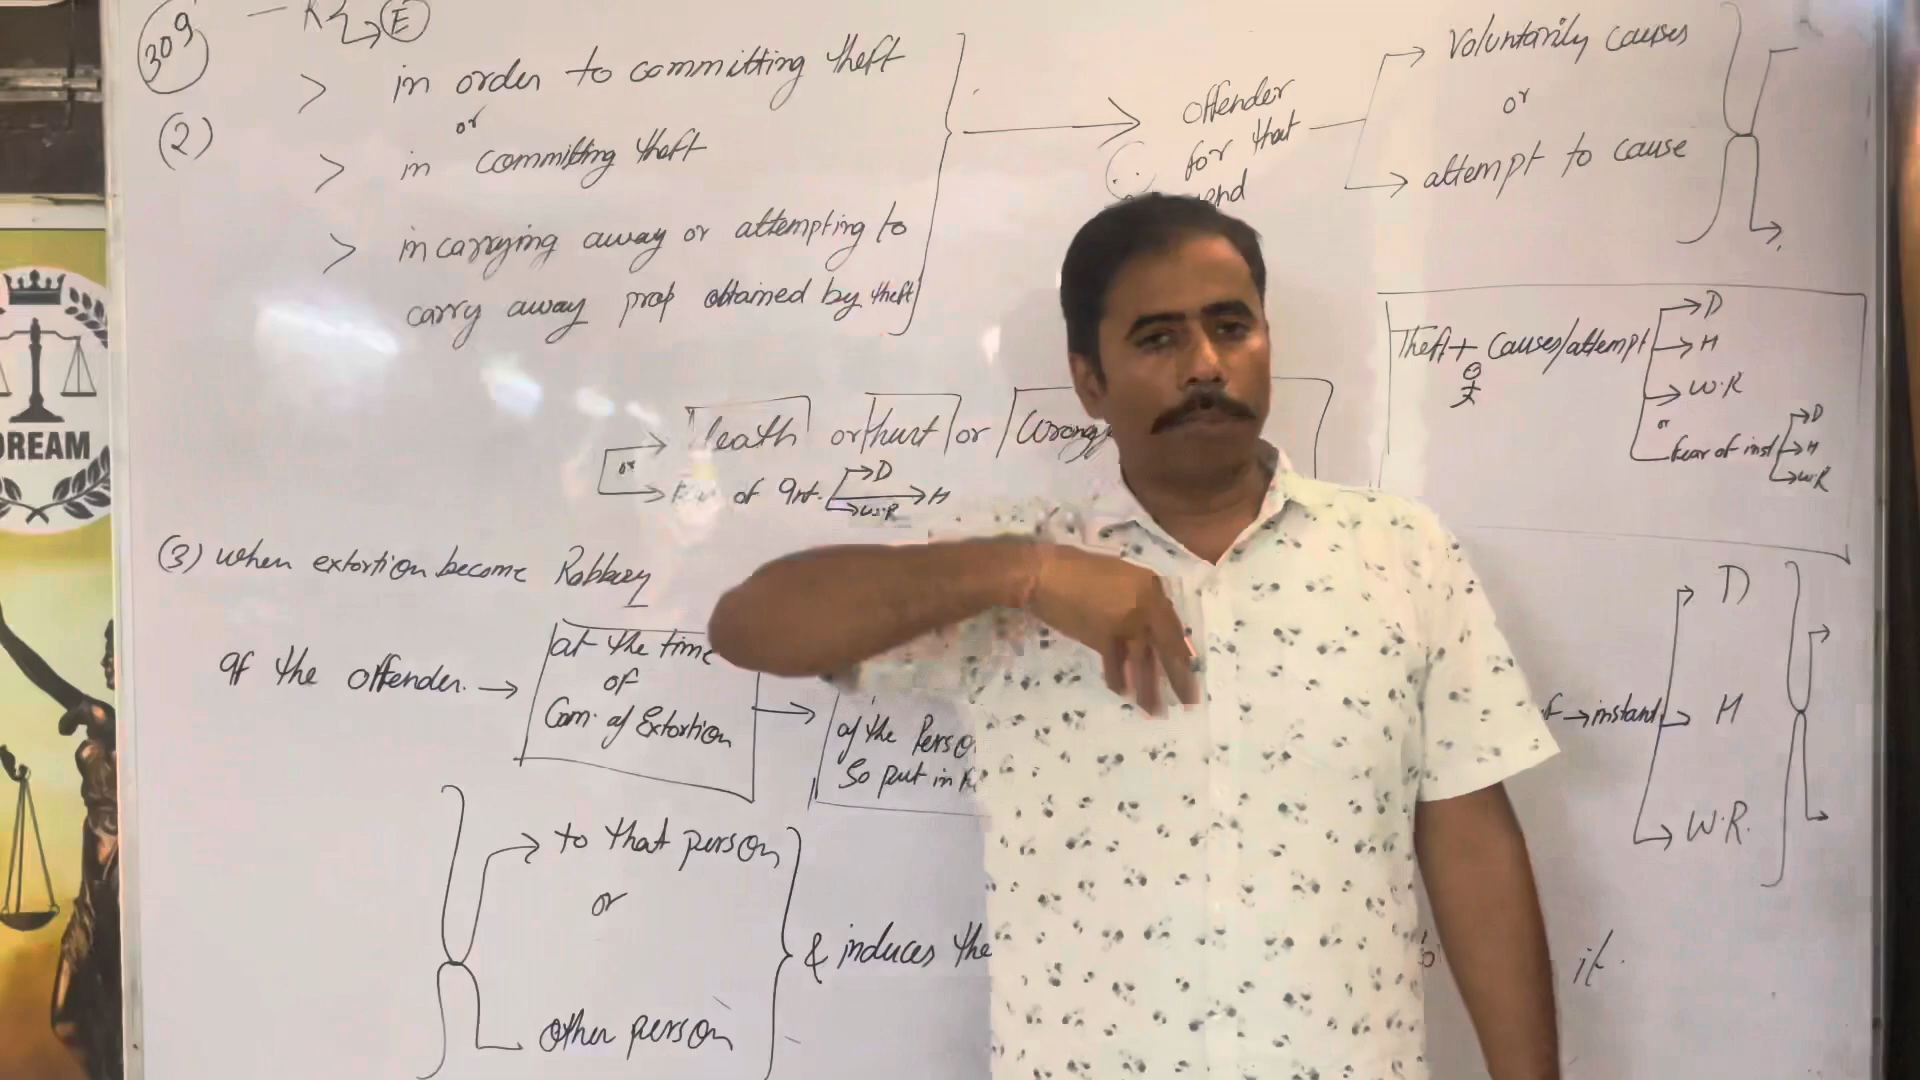 309 - R E
(2) > in order to committing theft
or
> in committing theft
> in carrying away or attempting to
carry away prop obtained by theft
offender
for that
end
Voluntarily causes
or
attempt to cause
Theft + Causes/attempt
D
H
W.R
or
fear of inst
D
H
W.R
death or hurt or Wrong
or
of Inst.
D
H
W.R
(3) when extortion become Robbery
If the offender.
at the time
of
Com. of Extortion
of the Perso
So put in
instant
D
H
W.R.
to that person
or
other person
& induces the
it.
DREAM